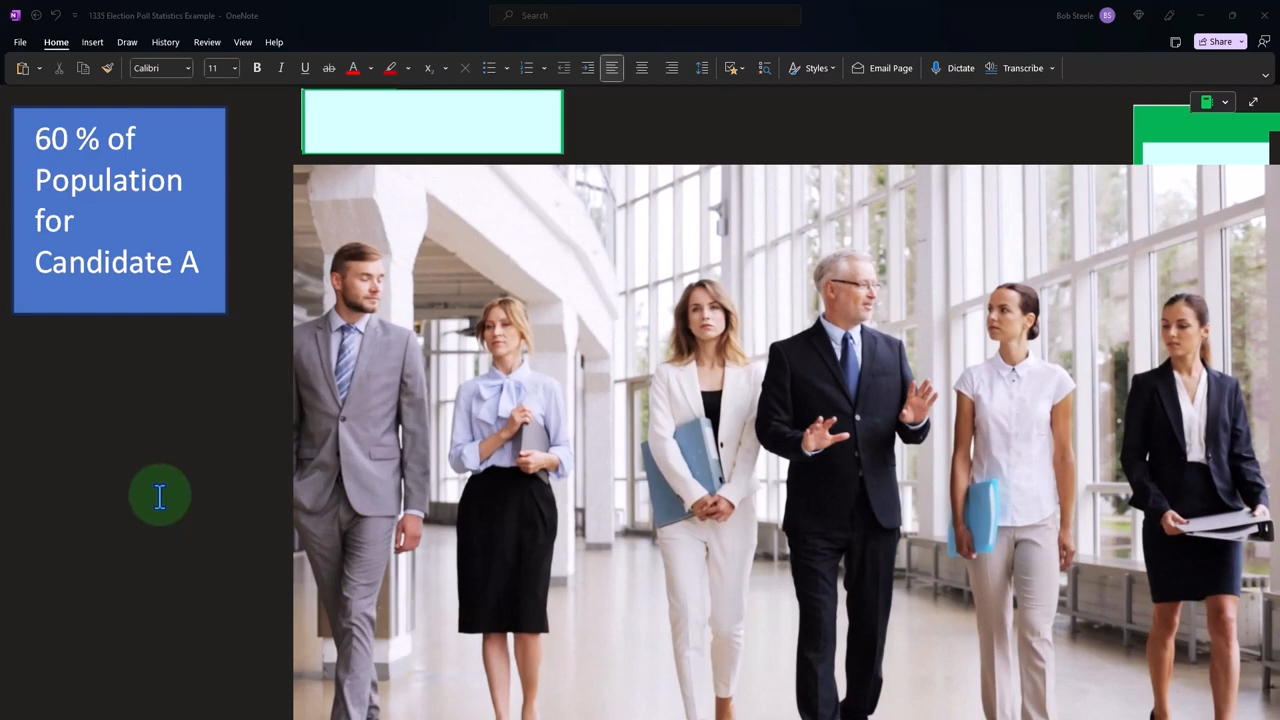 1335 Election Poll Statistics Example - OneNote
Search
Bob Steele
BS
File Home Insert Draw History Review View Help
Share
Calibri
11
B I U ab A
Styles
Email Page
Dictate
Transcribe
60 % of
Population
for
Candidate A